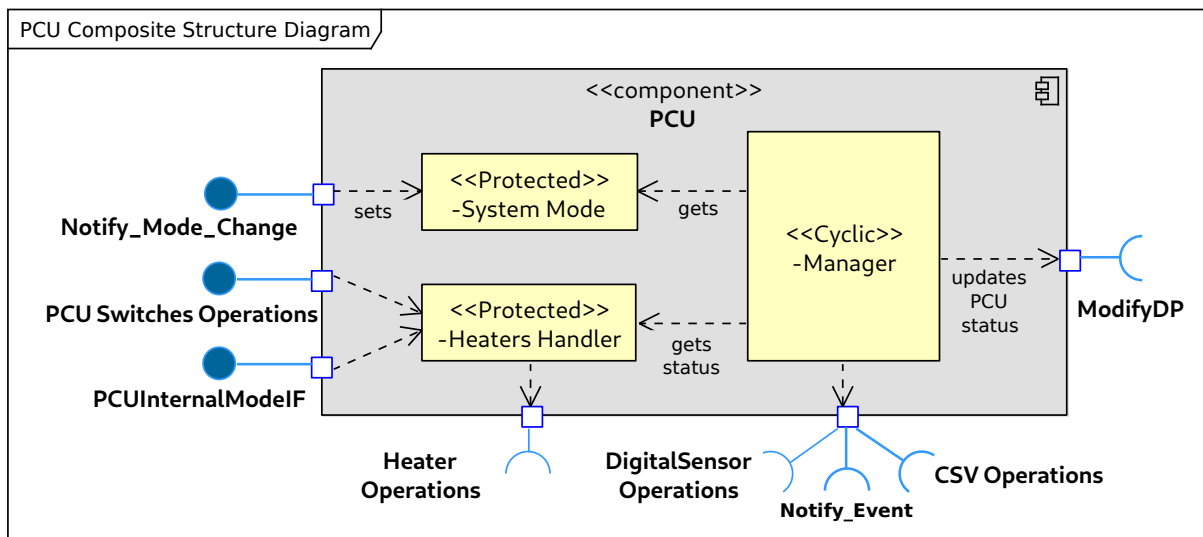 PCU Composite Structure Diagram
<<component>>
PCU
<<Protected>>
-System Mode
sets
gets
Notify_Mode_Change
<<Cyclic>>
-Manager
PCU Switches Operations
<<Protected>>
-Heaters Handler
gets
status
updates
PCU
status
ModifyDP
PCUInternalModeIF
Heater
Operations
DigitalSensor
Operations
Notify_Event
CSV Operations